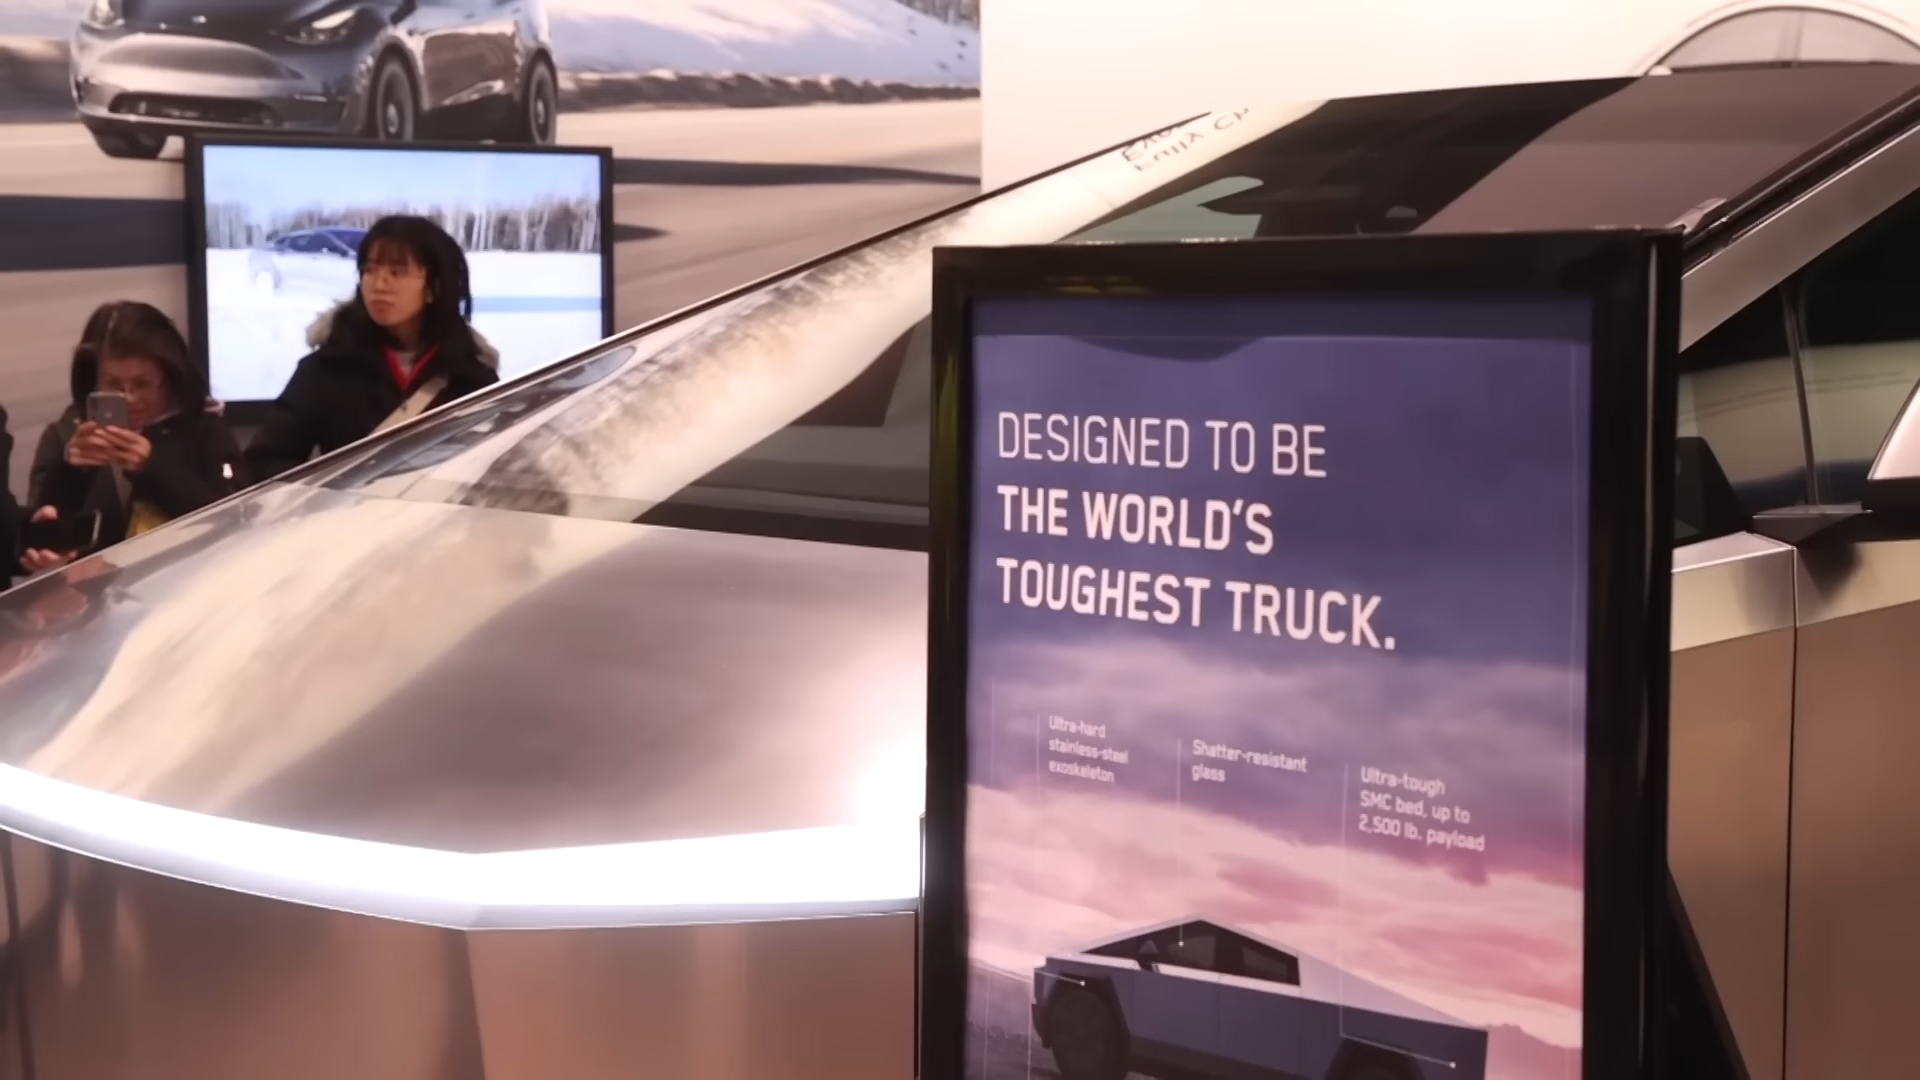 DESIGNED TO BE
THE WORLD'S
TOUGHEST TRUCK.
Ultra-hard
stainless-steel
exoskeleton
Shatter-resistant
glass
Ultra-tough
SMC bed, up to
2,500 lb. payload